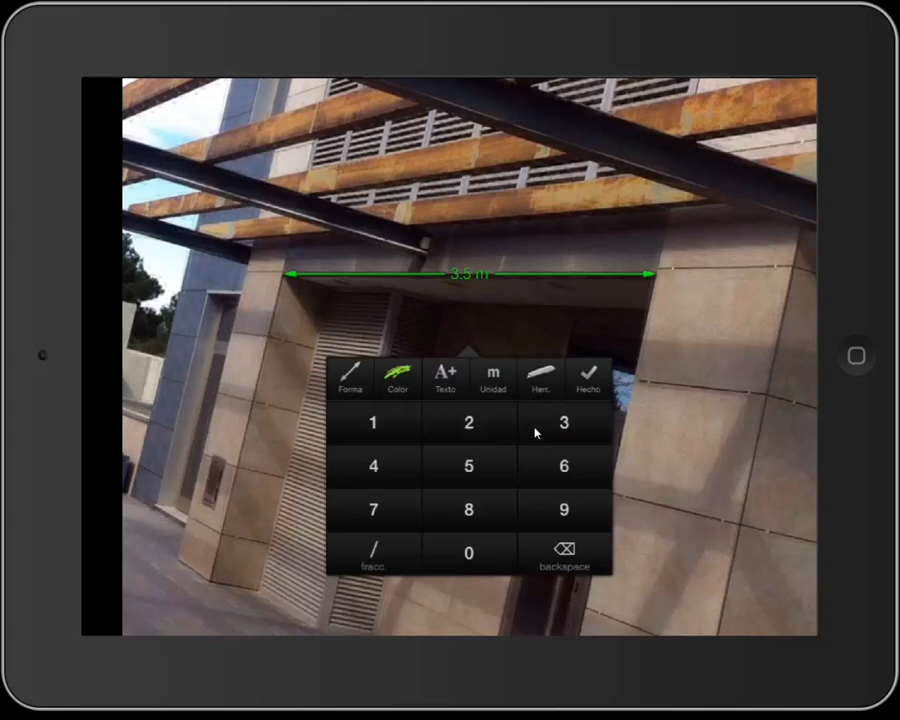 3.5 m
Forma Color Texto Unidad Herr. Hecho
A+ m
1 2 3
4 5 6
7 8 9
/ 0
fracc. backspace